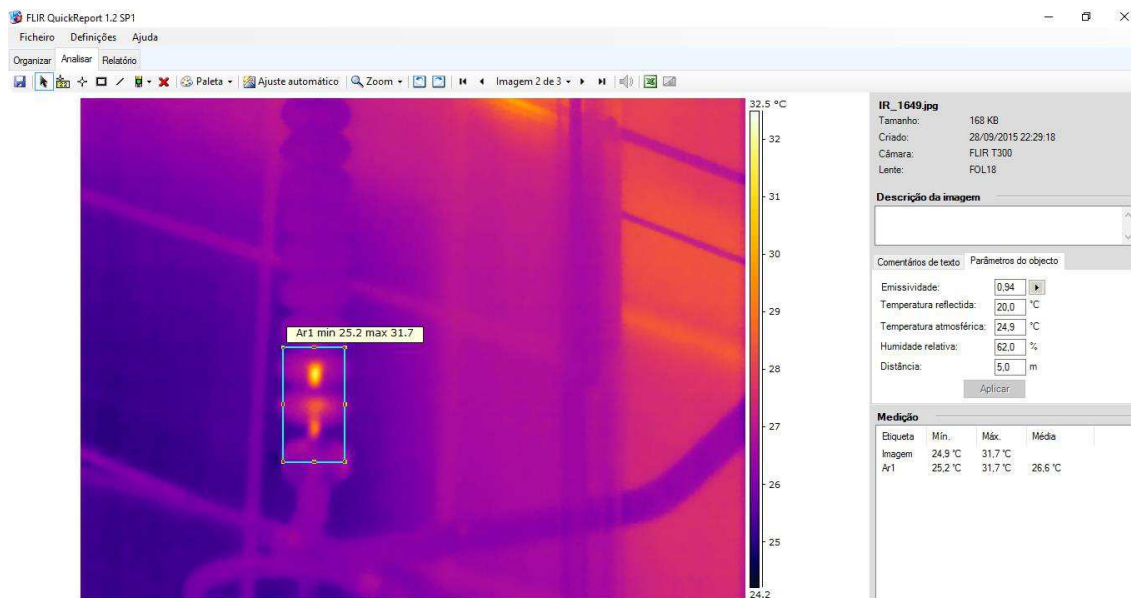 FLIR QuickReport 1.2 SP1
Ficheiro Definições Ajuda
Organizar Analisar Relatório
Paleta Ajuste automático Zoom Imagem 2 de 3
32.5 °C
32
31
30
29
28
27
26
25
24.2
Ar1 min 25.2 max 31.7
IR_1649.jpg
Tamanho: 168 KB
Criado: 28/09/2015 22:29:18
Câmara: FLIR T300
Lente: FOL18
Descrição da imagem
Comentários de texto Parâmetros do objecto
Emissividade: 0,94
Temperatura reflectida: 20,0 °C
Temperatura atmosférica: 24,9 °C
Humidade relativa: 62,0 %
Distância: 5,0 m
Aplicar
Medição
Etiqueta Mín. Máx. Média
Imagem 24,9 °C 31,7 °C
Ar1 25,2 °C 31,7 °C 26,6 °C